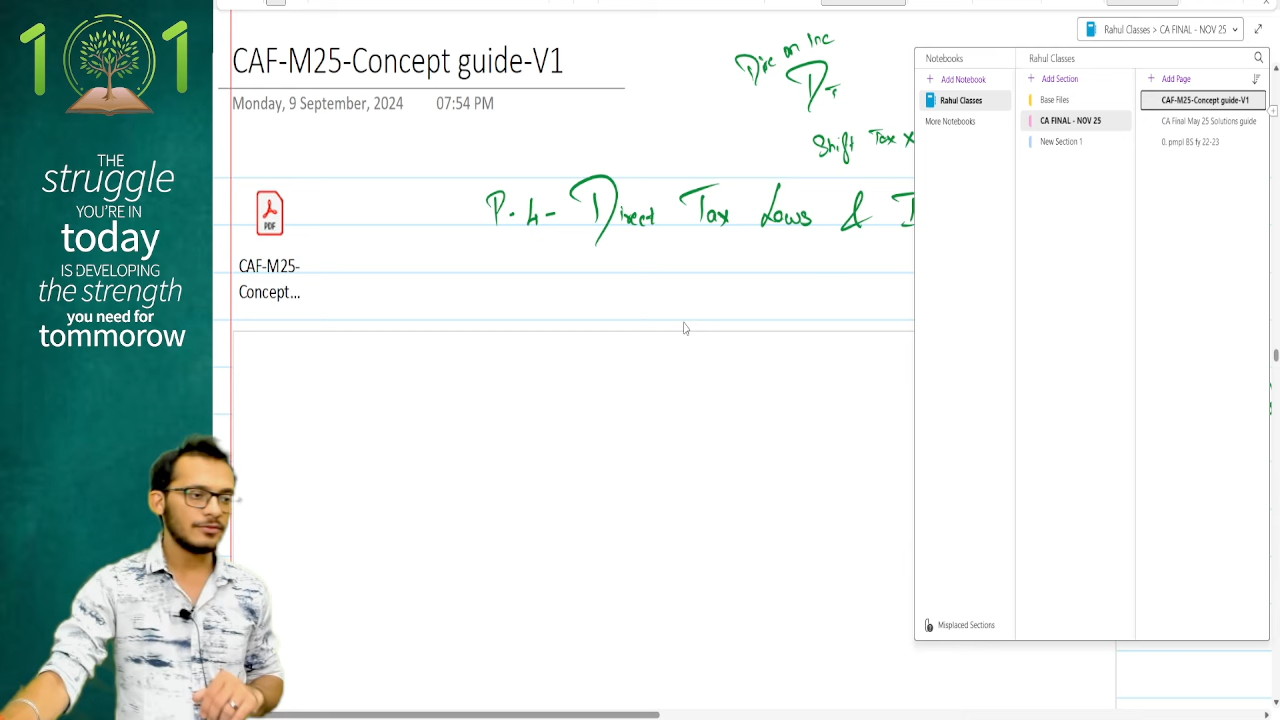 101
THE
struggle
YOU'RE IN
today
IS DEVELOPING
the strength
you need for
tommorow
CAF-M25-Concept guide-V1
Monday, 9 September, 2024 07:54 PM
PDF
CAF-M25-
Concept...
Dire on Inc
DT
Shift Tax X
P-4- Direct Tax Laws & I
Rahul Classes > CA FINAL - NOV 25
Notebooks
Rahul Classes
+ Add Notebook
+ Add Section
+ Add Page
Rahul Classes
Base Files
CAF-M25-Concept guide-V1
More Notebooks
CA FINAL - NOV 25
CA Final May 25 Solutions guide
New Section 1
0. pmpl BS fy 22-23
Misplaced Sections